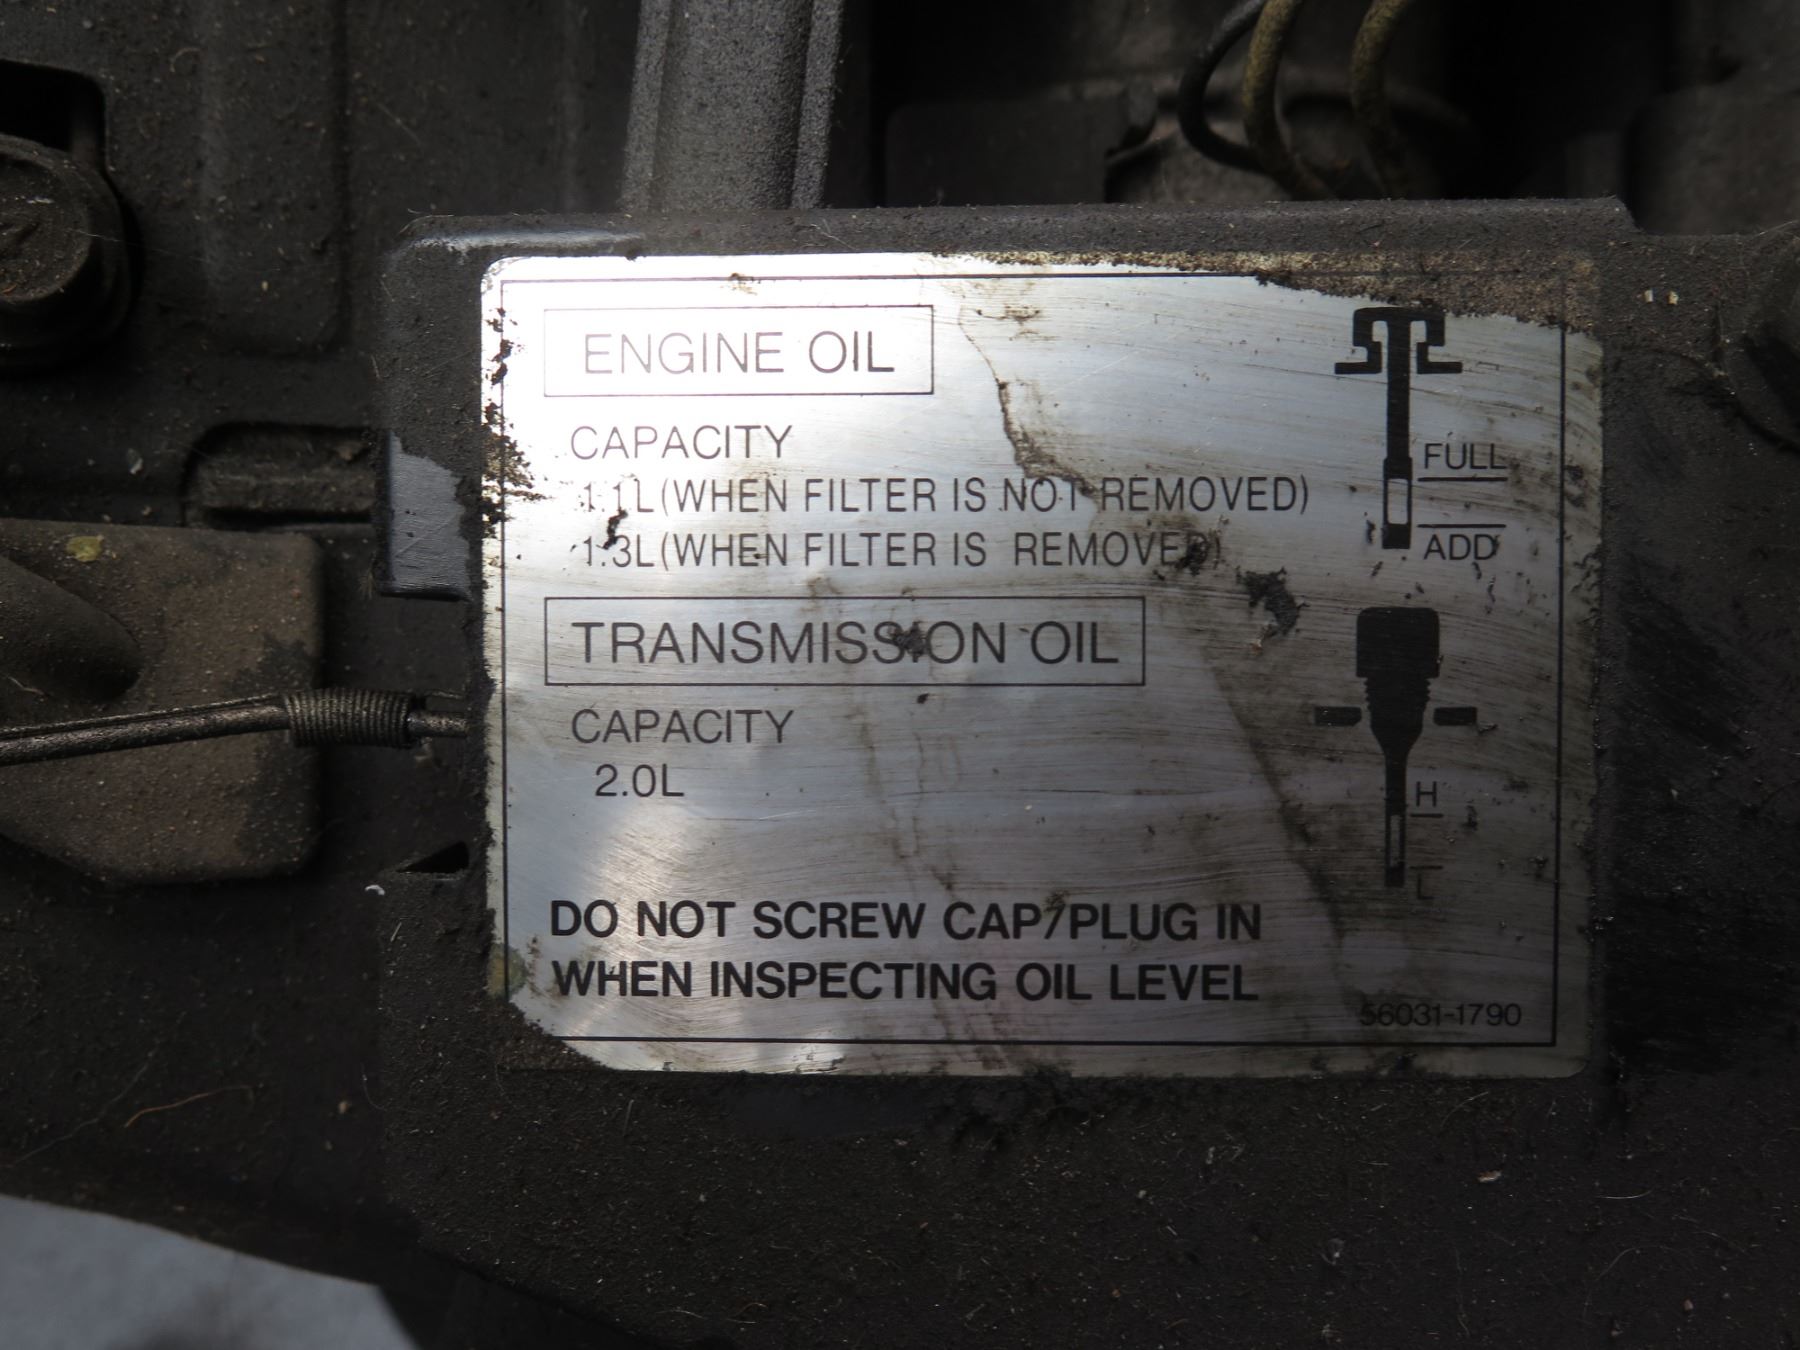 ENGINE OIL
CAPACITY
1.1L(WHEN FILTER IS NOT REMOVED)
1.3L(WHEN FILTER IS REMOVED)
FULL
ADD
TRANSMISSION OIL
CAPACITY
2.0L
H
L
DO NOT SCREW CAP/PLUG IN
WHEN INSPECTING OIL LEVEL
56031-1790